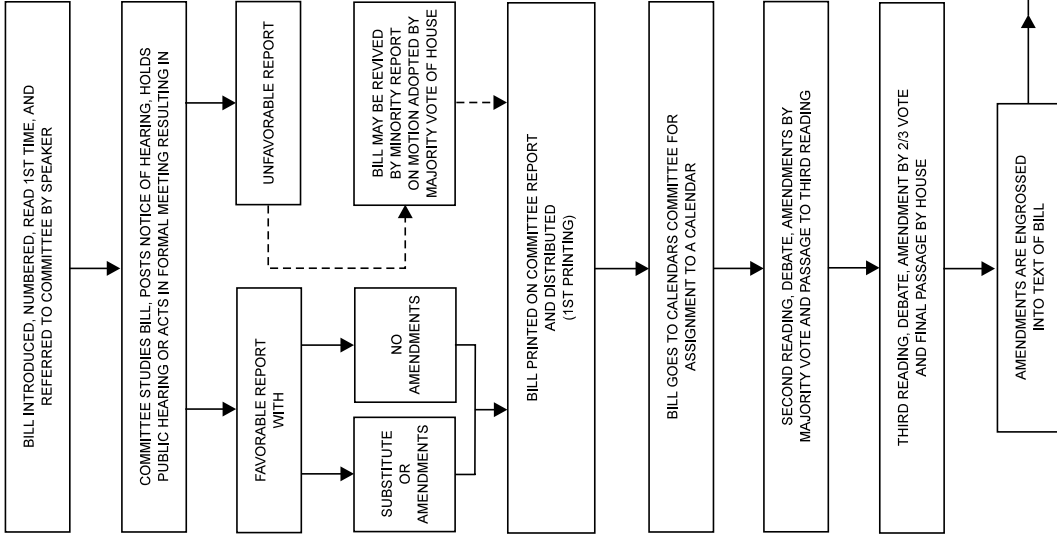 BILL INTRODUCED, NUMBERED, READ 1ST TIME, AND
REFERRED TO COMMITTEE BY SPEAKER
COMMITTEE STUDIES BILL, POSTS NOTICE OF HEARING, HOLDS
PUBLIC HEARING OR ACTS IN FORMAL MEETING RESULTING IN
FAVORABLE REPORT
WITH
UNFAVORABLE REPORT
SUBSTITUTE
OR
AMENDMENTS
NO
AMENDMENTS
BILL MAY BE REVIVED
BY MINORITY REPORT
ON MOTION ADOPTED BY
MAJORITY VOTE OF HOUSE
BILL PRINTED ON COMMITTEE REPORT
AND DISTRIBUTED
(1ST PRINTING)
BILL GOES TO CALENDARS COMMITTEE FOR
ASSIGNMENT TO A CALENDAR
SECOND READING, DEBATE, AMENDMENTS BY
MAJORITY VOTE AND PASSAGE TO THIRD READING
THIRD READING, DEBATE, AMENDMENT BY 2/3 VOTE
AND FINAL PASSAGE BY HOUSE
AMENDMENTS ARE ENGROSSED
INTO TEXT OF BILL